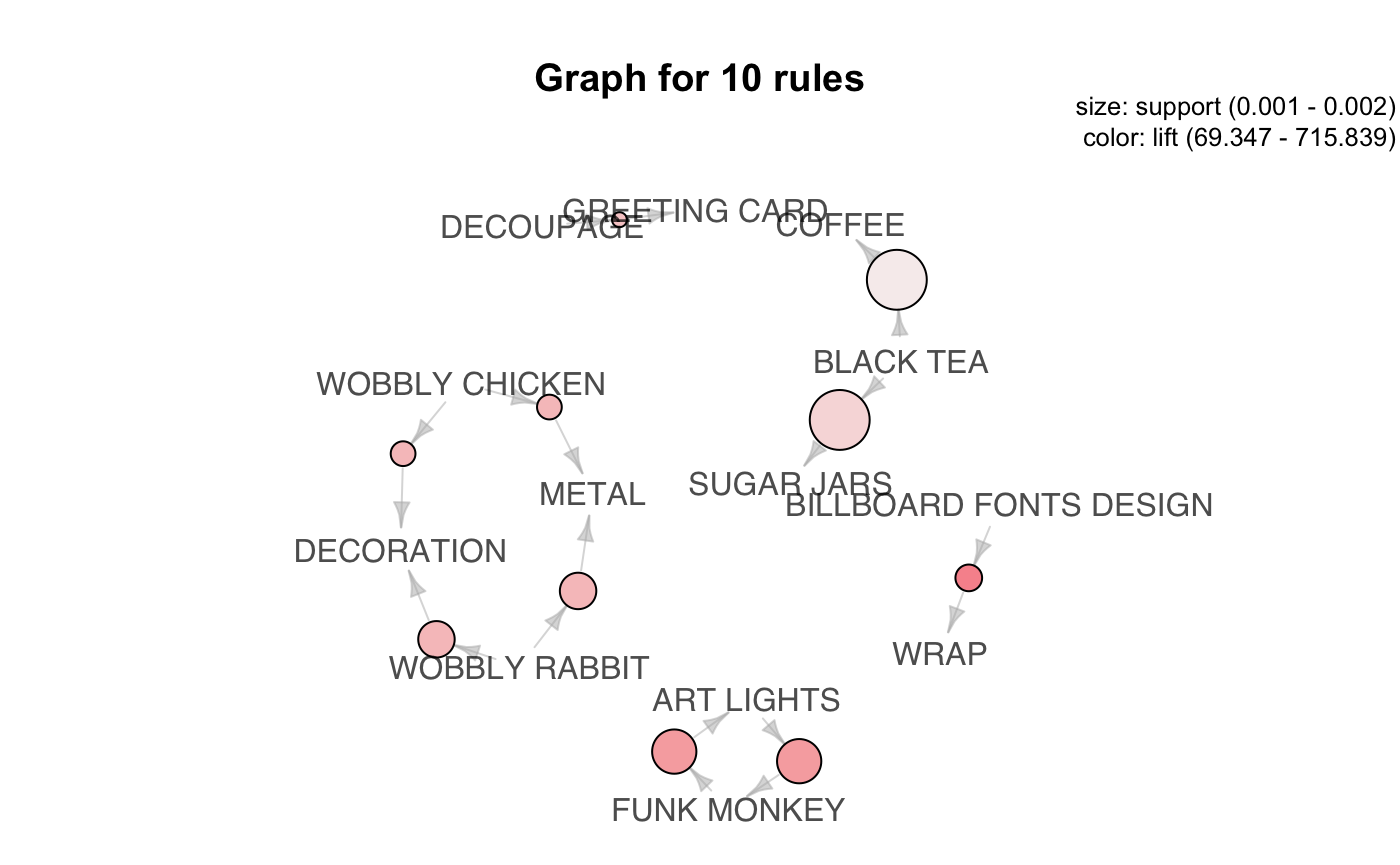 Graph for 10 rules
size: support (0.001 - 0.002)
color: lift (69.347 - 715.839)
GREETING CARD
DECOUPAGE
COFFEE
BLACK TEA
WOBBLY CHICKEN
SUGAR JARS
METAL
BILLBOARD FONTS DESIGN
DECORATION
WRAP
WOBBLY RABBIT
ART LIGHTS
FUNK MONKEY